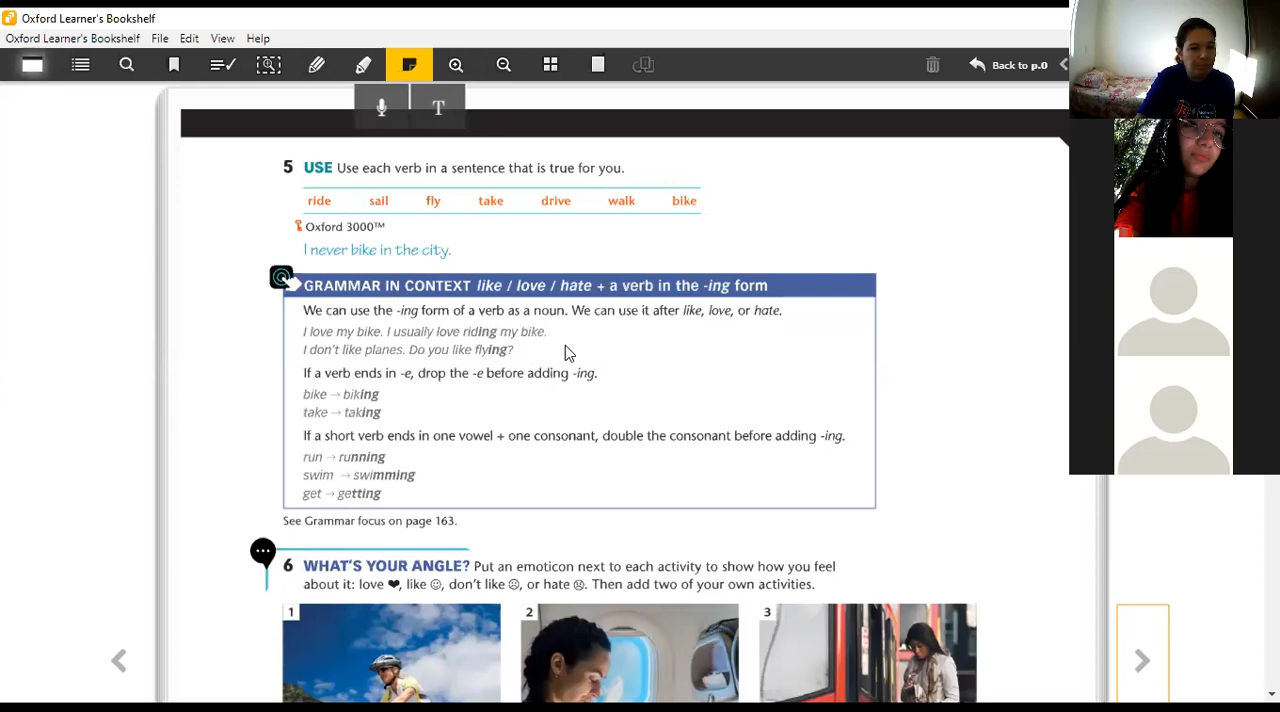 Oxford Learner's Bookshelf
Oxford Learner's Bookshelf File Edit View Help
Back to p.0
T
5 USE Use each verb in a sentence that is true for you.
ride sail fly take drive walk bike
Oxford 3000™
I never bike in the city.
GRAMMAR IN CONTEXT like / love / hate + a verb in the -ing form
We can use the -ing form of a verb as a noun. We can use it after like, love, or hate.
I love my bike. I usually love riding my bike.
I don't like planes. Do you like flying?
If a verb ends in -e, drop the -e before adding -ing.
bike → biking
take → taking
If a short verb ends in one vowel + one consonant, double the consonant before adding -ing.
run → running
swim → swimming
get → getting
See Grammar focus on page 163.
6 WHAT'S YOUR ANGLE? Put an emoticon next to each activity to show how you feel
about it: love ❤, like ☺, don't like ☹, or hate ☹. Then add two of your own activities.
1 2 3